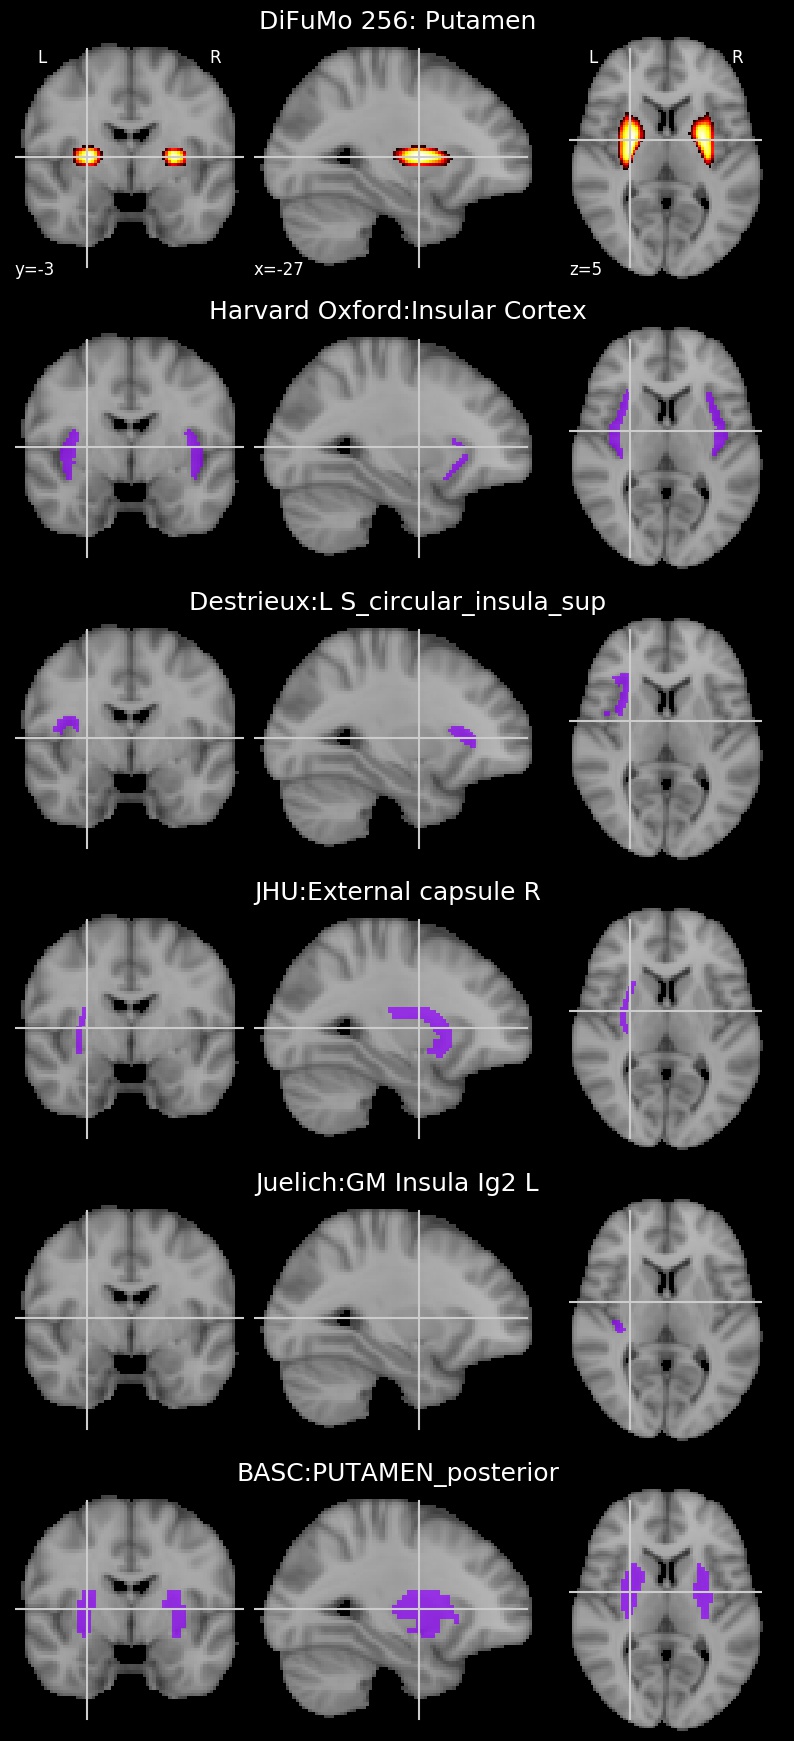 DiFuMo 256: Putamen
L R L R
y=-3 x=-27 z=5
Harvard Oxford:Insular Cortex
Destrieux:L S_circular_insula_sup
JHU:External capsule R
Juelich:GM Insula Ig2 L
BASC:PUTAMEN_posterior